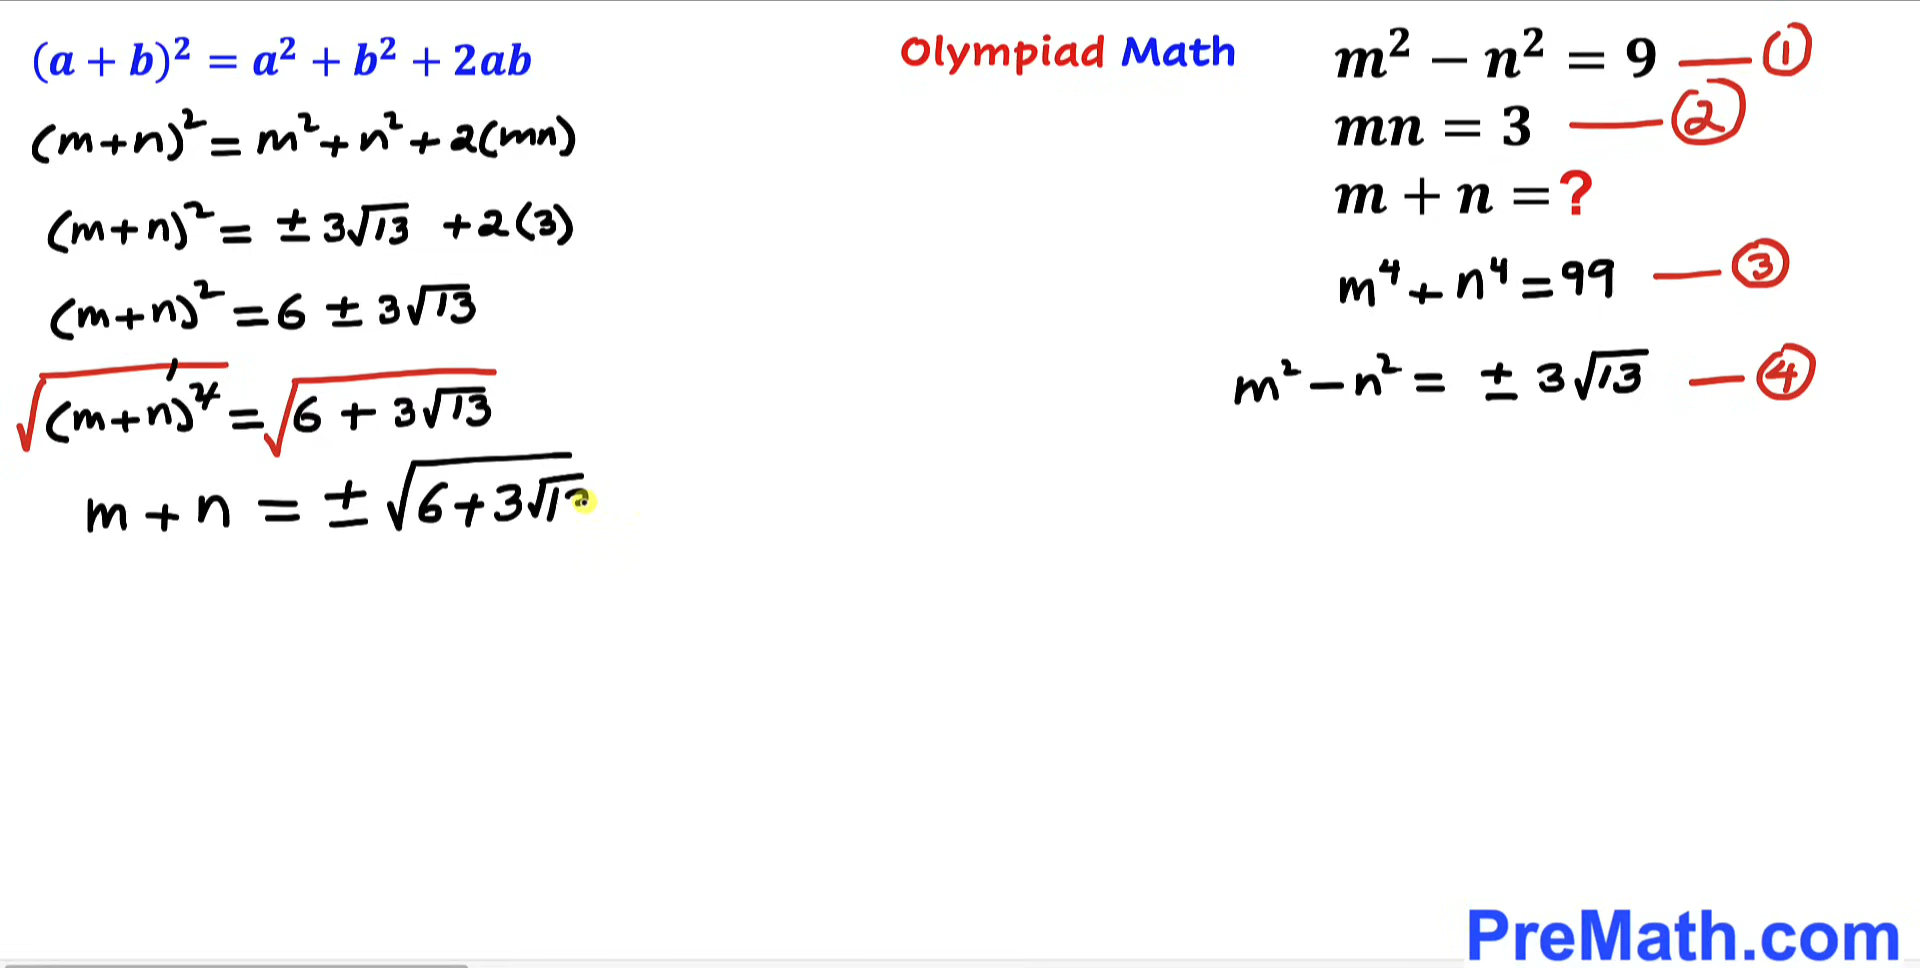 (a + b)² = a² + b² + 2ab
(m+n)² = m² + n² + 2(mn)
(m+n)² = ± 3√13 + 2(3)
(m+n)² = 6 ± 3√13
√(m+n)² = √6 + 3√13
m + n = ± √6+3√13
Olympiad Math
m² − n² = 9 — ①
mn = 3 — ②
m + n = ?
m⁴ + n⁴ = 99 — ③
m² − n² = ± 3√13 — ④
PreMath.com